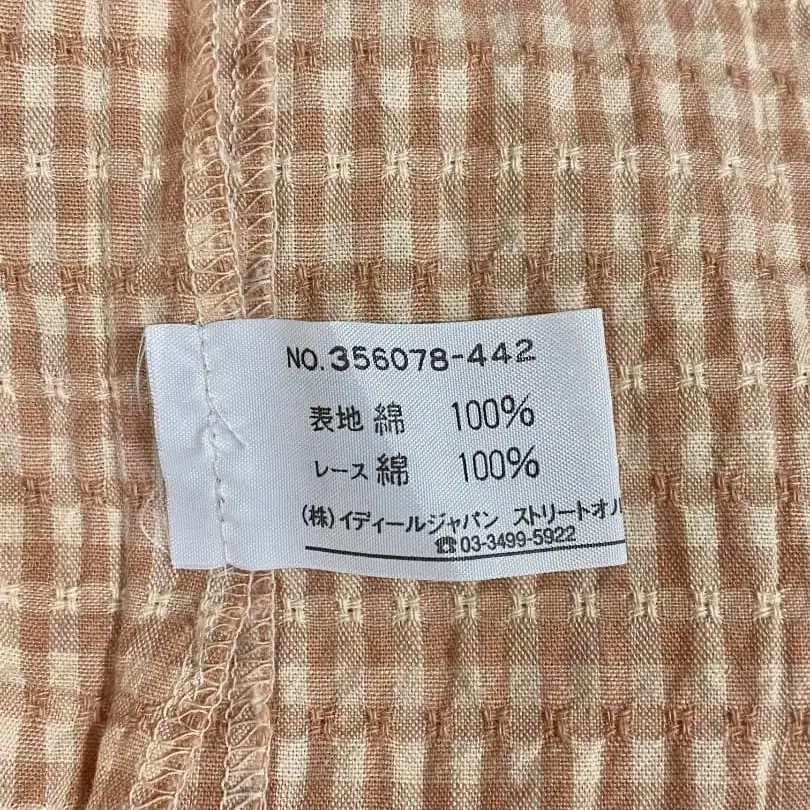 NO.356078-442
表地 綿 100%
レース 綿 100%
(株)イディールジャパン ストリートオル
☎03-3499-5922